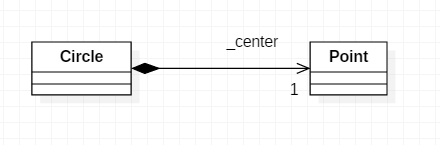 _center
Circle
Point
1